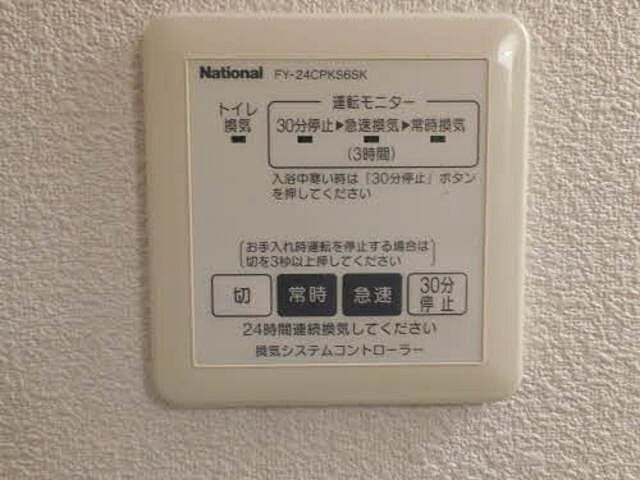 National FY-24CPKS6SK
運転モニター
トイレ
換気
30分停止▶急速換気▶常時換気
(3時間)
入浴中寒い時は「30分停止」ボタン
を押してください
お手入れ時運転を停止する場合は
切を3秒以上押してください
切 常時 急速 30分
停止
24時間連続換気してください
換気システムコントローラー